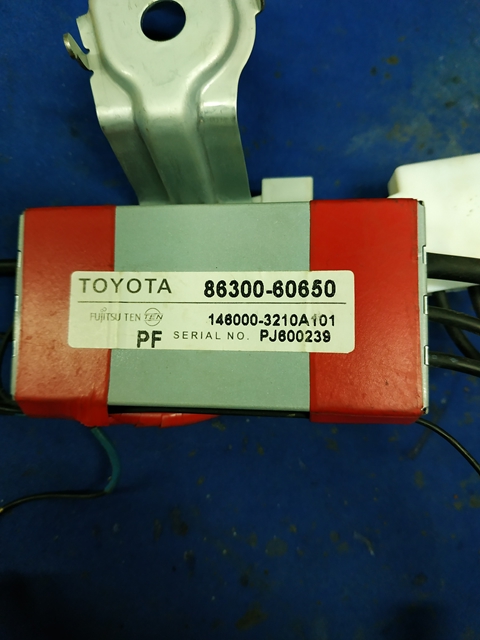 TOYOTA 86300-60650
FUJITSU TEN TEN 146000-3210A101
PF SERIAL NO. PJ600239